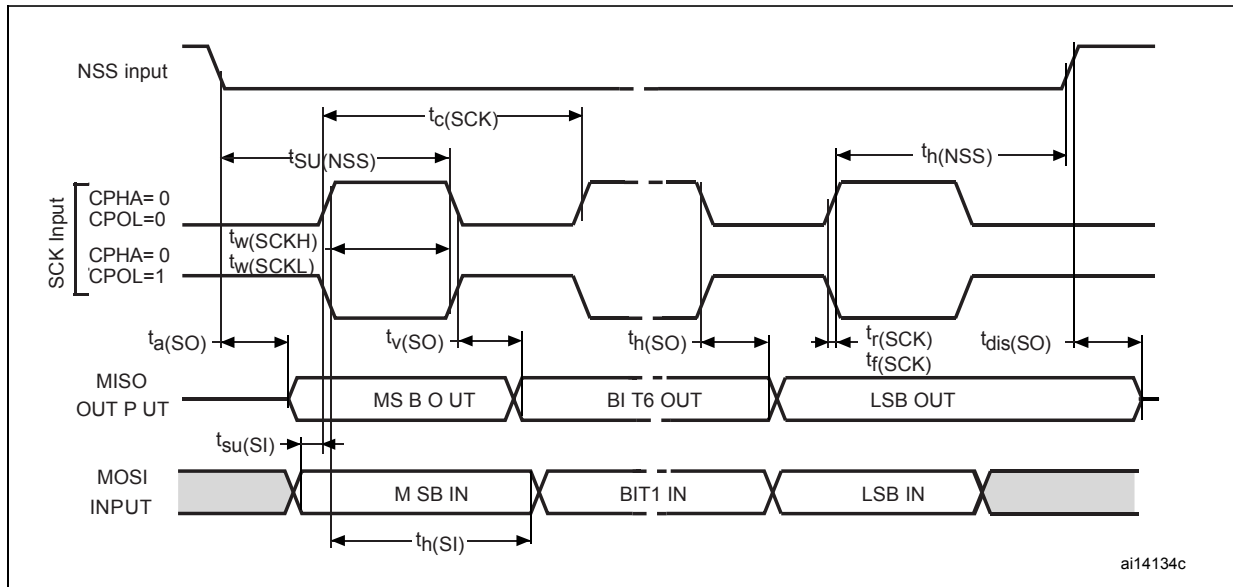 NSS input
tc(SCK)
tSU(NSS)
th(NSS)
SCK Input
CPHA= 0
CPOL=0
tw(SCKH)
CPHA= 0
tw(SCKL)
CPOL=1
ta(SO)
tv(SO)
th(SO)
tr(SCK)
tf(SCK)
tdis(SO)
MISO
OUT P UT
MS B O UT
BI T6 OUT
LSB OUT
tsu(SI)
MOSI
INPUT
M SB IN
BIT1 IN
LSB IN
th(SI)
ai14134c